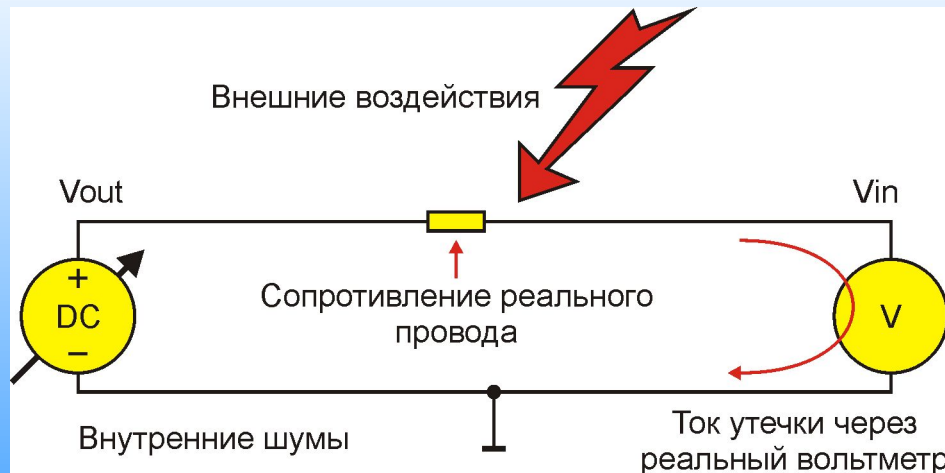 Внешние воздействия
Vout
Vin
+
DC
−
Сопротивление реального
провода
V
Внутренние шумы
Ток утечки через
реальный вольтметр